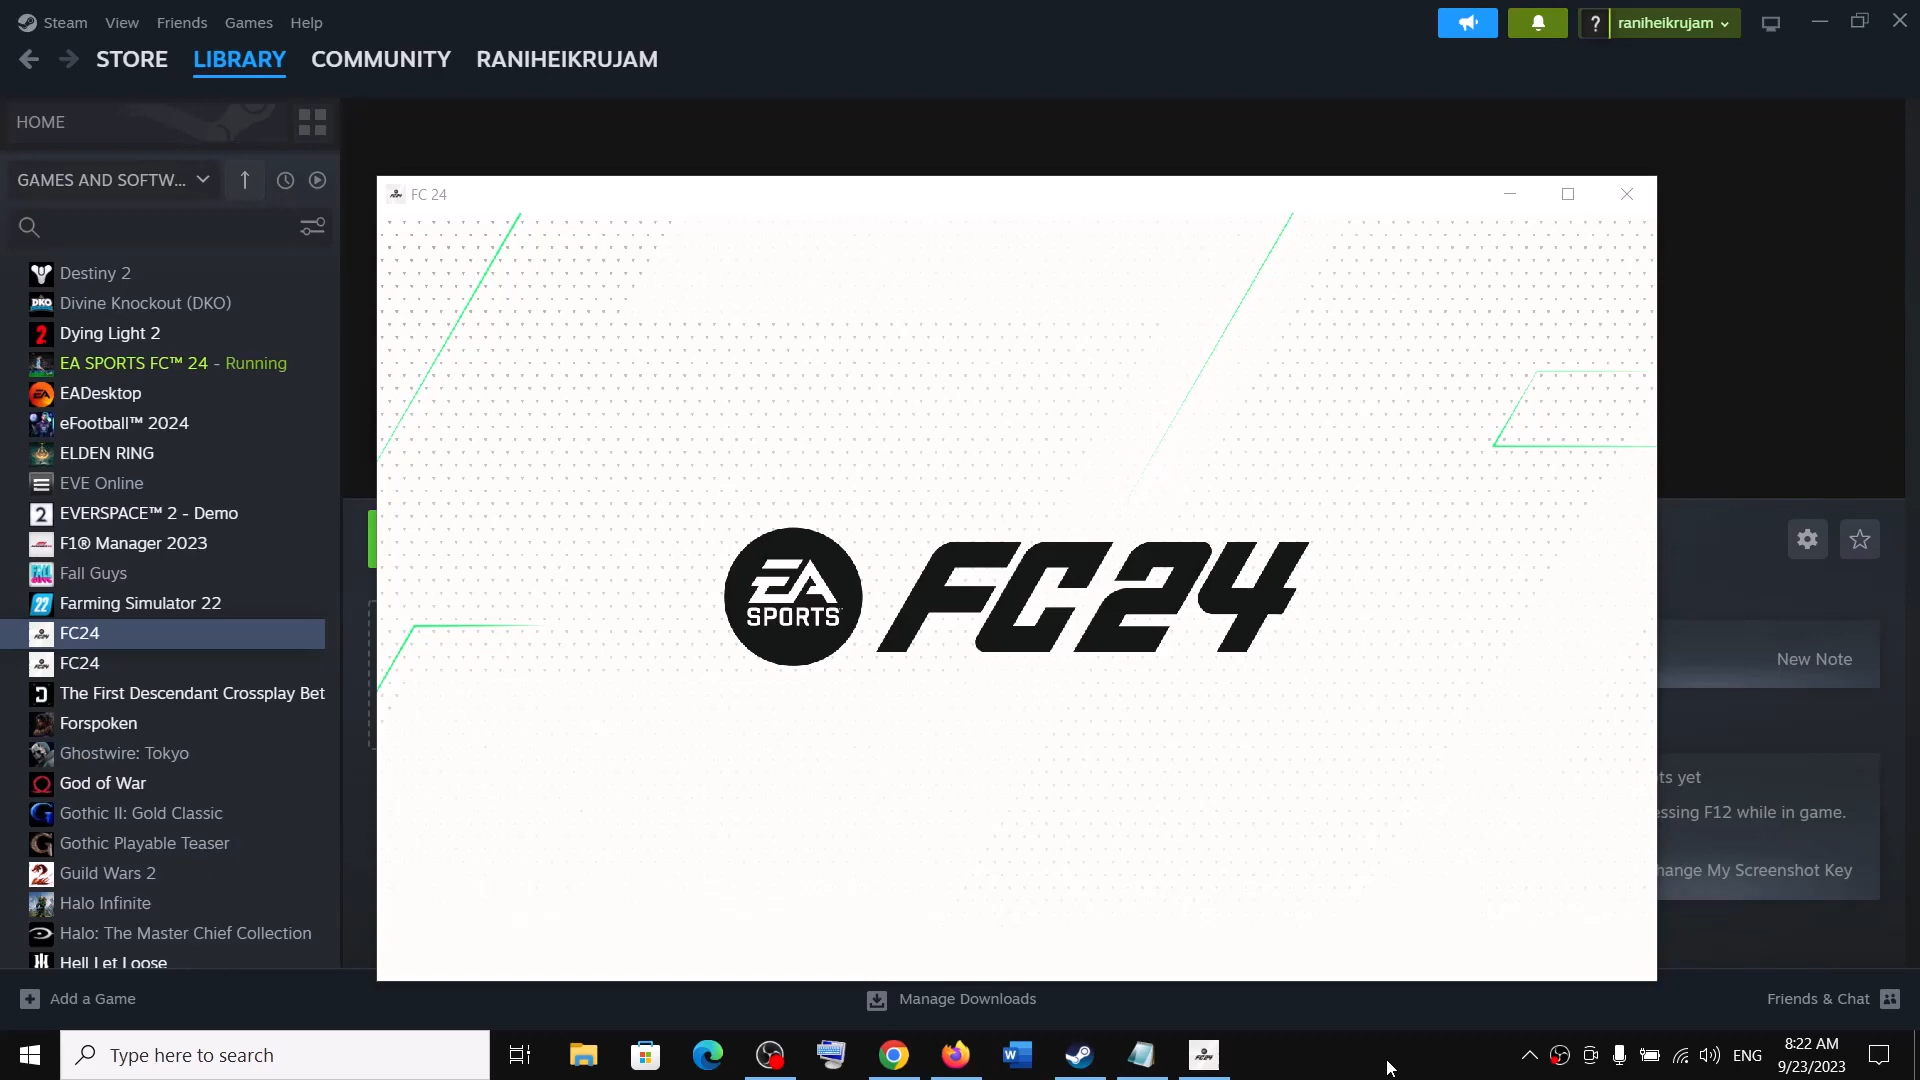 Steam View Friends Games Help
? raniheikrujam
STORE LIBRARY COMMUNITY RANIHEIKRUJAM
HOME
GAMES AND SOFTW...
FC 24
Destiny 2
Divine Knockout (DKO)
Dying Light 2
EA SPORTS FC™ 24 - Running
EADesktop
eFootball™ 2024
ELDEN RING
EVE Online
EVERSPACE™ 2 - Demo
F1® Manager 2023
Fall Guys
Farming Simulator 22
FC24
FC24
The First Descendant Crossplay Bet
Forspoken
Ghostwire: Tokyo
God of War
Gothic II: Gold Classic
Gothic Playable Teaser
Guild Wars 2
Halo Infinite
Halo: The Master Chief Collection
Hell Let Loose
EA SPORTS FC24
New Note
ts yet
essing F12 while in game.
hange My Screenshot Key
Add a Game
Manage Downloads
Friends & Chat
Type here to search
ENG
8:22 AM
9/23/2023